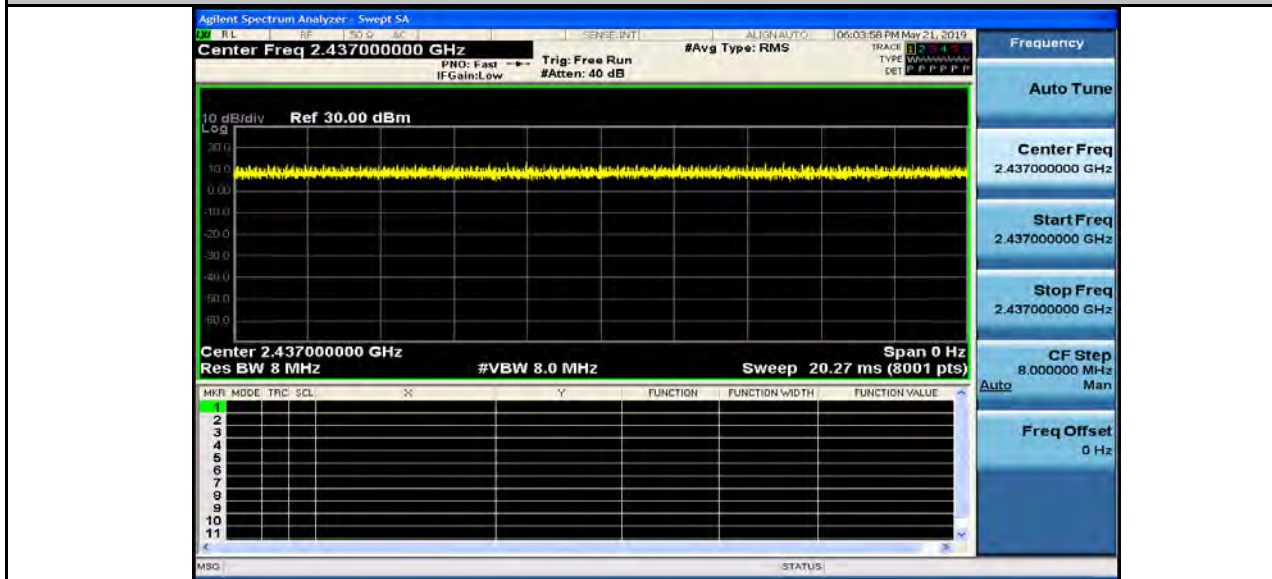 Agilent Spectrum Analyzer - Swept SA
LXI RL RF 50 Ω AC SENSE:INT ALIGN AUTO 06:03:58 PM May 21, 2019
Center Freq 2.437000000 GHz #Avg Type: RMS TRACE 1 2 3 4 5 6
PNO: Fast Trig: Free Run TYPE
IFGain:Low #Atten: 40 dB DET P P P P P P
10 dB/div Ref 30.00 dBm
Log
20.0
10.0
0.00
-10.0
-20.0
-30.0
-40.0
-50.0
-60.0
Center 2.437000000 GHz Span 0 Hz
Res BW 8 MHz #VBW 8.0 MHz Sweep 20.27 ms (8001 pts)
MKR MODE TRC SCL X Y FUNCTION FUNCTION WIDTH FUNCTION VALUE
1
2
3
4
5
6
7
8
9
10
11
MSG STATUS
Frequency
Auto Tune
Center Freq
2.437000000 GHz
Start Freq
2.437000000 GHz
Stop Freq
2.437000000 GHz
CF Step
8.000000 MHz
Auto Man
Freq Offset
0 Hz